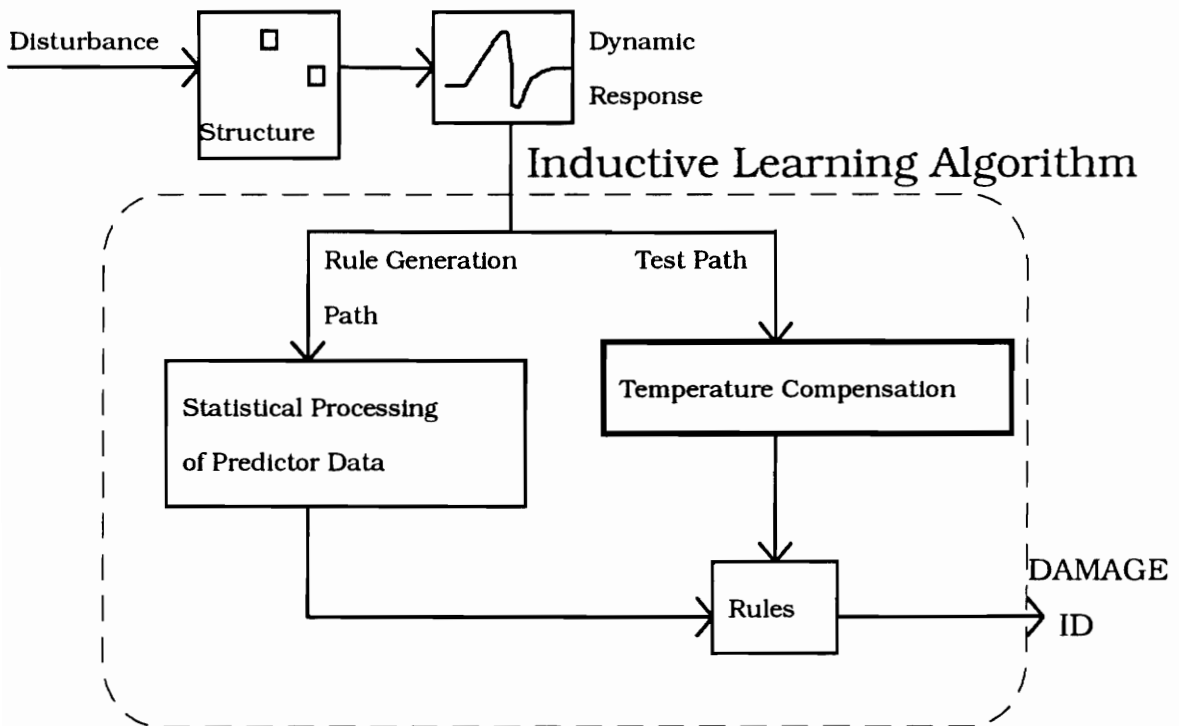 Disturbance
Structure
Dynamic
Response
Inductive Learning Algorithm
Rule Generation
Path
Test Path
Statistical Processing
of Predictor Data
Temperature Compensation
Rules
DAMAGE
ID